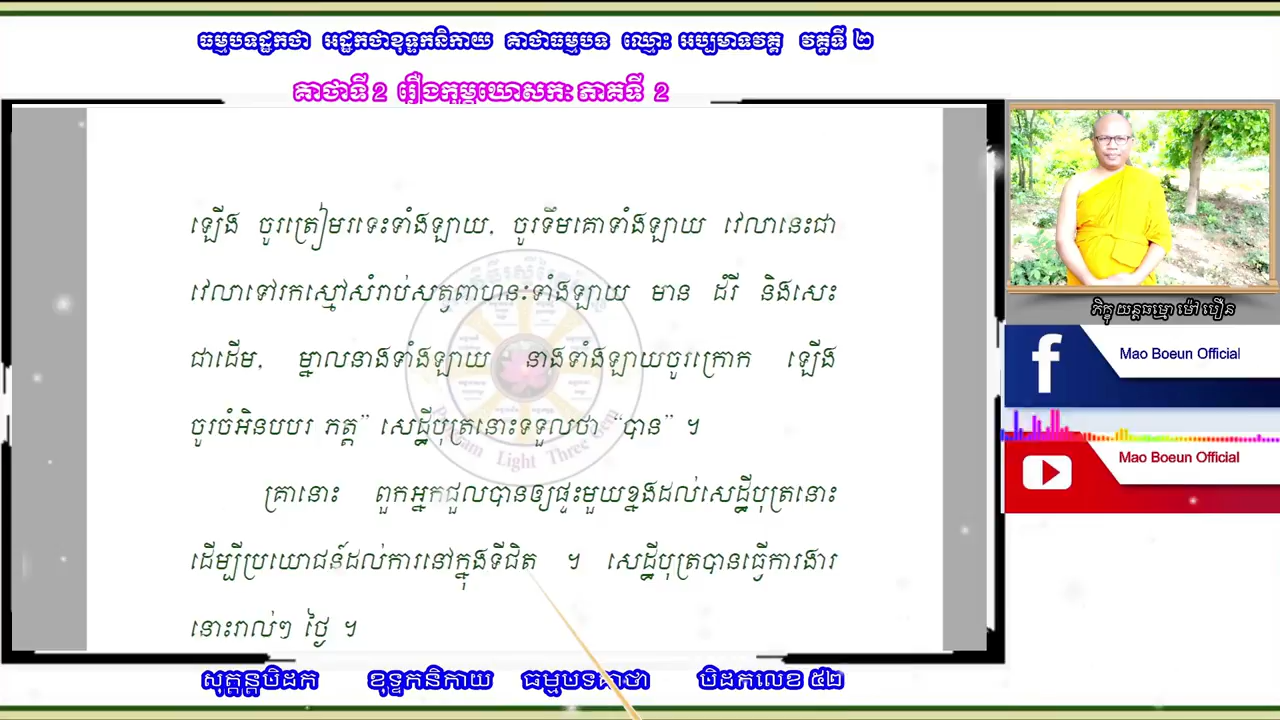 ធម្មបទដ្ឋកថា អដ្ឋកថាខុទ្ទកនិកាយ គាថាធម្មបទ ឈ្មោះ អប្បមាទវគ្គ វគ្គទី ២
គាថាទី 2 រឿងកុម្ភឃោសកៈ ភាគទី 2
ឡើង ចូរត្រៀមរទេះទាំងឡាយ, ចូរទឹមគោទាំងឡាយ វេលានេះជា
វេលាទៅរកស្មៅសំរាប់សត្វពាហនៈទាំងឡាយ មាន ដំរី និងសេះ
ជាដើម, ម្នាលនាងទាំងឡាយ នាងទាំងឡាយចូរក្រោក ឡើង
ចូរចំអិនបបរ ភត្ត” សេដ្ឋីបុត្រនោះទទួលថា “បាន” ។
គ្រានោះ ពួកអ្នកជួលបានឲ្យផ្ទះមួយខ្នងដល់សេដ្ឋីបុត្រនោះ
ដើម្បីប្រយោជន៍ដល់ការនៅក្នុងទីជិត ។ សេដ្ឋីបុត្របានធ្វើការងារ
នោះរាល់ៗ ថ្ងៃ ។
Light Three Gem
ភិក្ខុ យន្តធម្មោ ម៉ៅ បឿន
Mao Boeun Official
Mao Boeun Official
សុត្តន្តបិដក ខុទ្ទកនិកាយ ធម្មបទគាថា បិដកលេខ ៥២